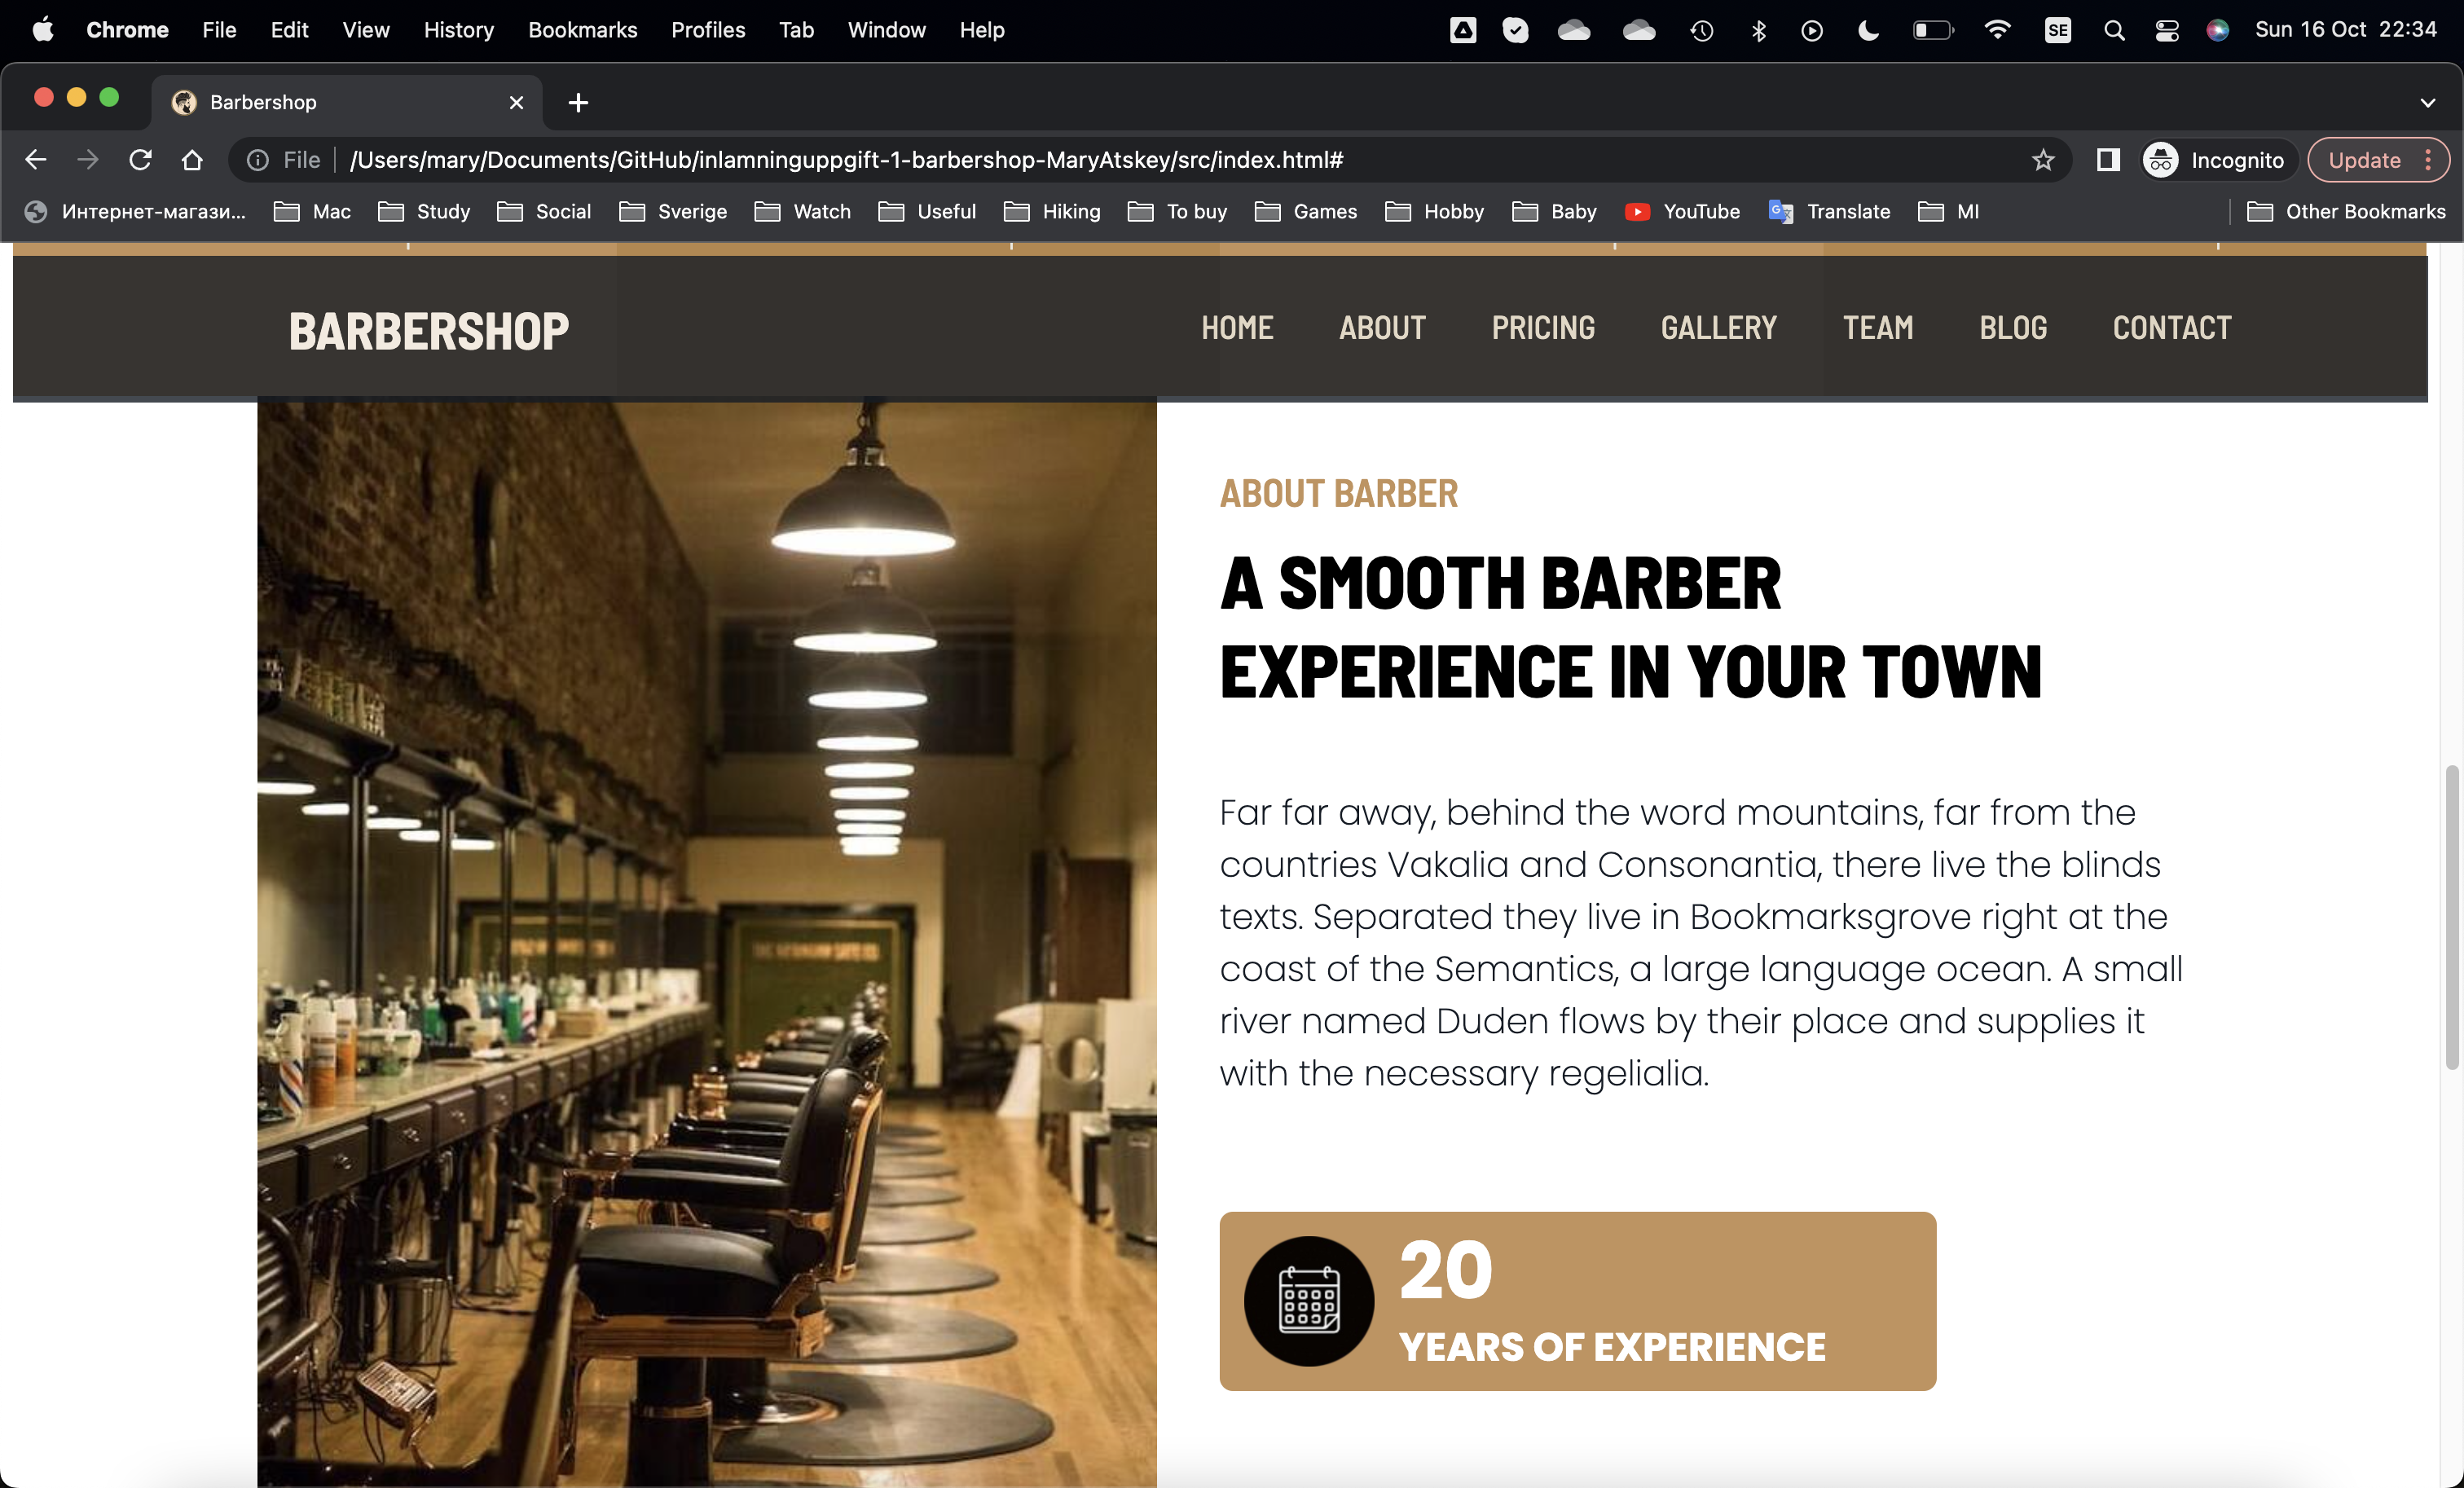 Chrome File Edit View History Bookmarks Profiles Tab Window Help SE Sun 16 Oct 22:34
Barbershop
File /Users/mary/Documents/GitHub/inlamninguppgift-1-barbershop-MaryAtskey/src/index.html# Incognito Update
Интернет-магази... Mac Study Social Sverige Watch Useful Hiking To buy Games Hobby Baby YouTube Translate MI Other Bookmarks
BARBERSHOP HOME ABOUT PRICING GALLERY TEAM BLOG CONTACT
ABOUT BARBER
A SMOOTH BARBER
EXPERIENCE IN YOUR TOWN
Far far away, behind the word mountains, far from the
countries Vakalia and Consonantia, there live the blinds
texts. Separated they live in Bookmarksgrove right at the
coast of the Semantics, a large language ocean. A small
river named Duden flows by their place and supplies it
with the necessary regelialia.
20
YEARS OF EXPERIENCE